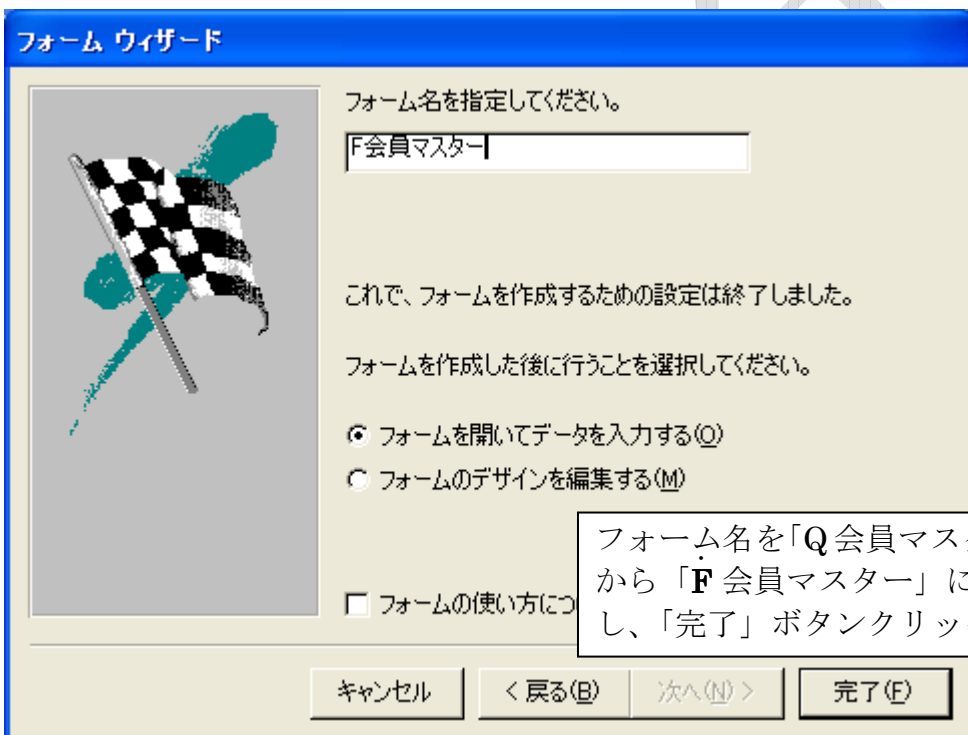 フォーム ウィザード
フォーム名を指定してください。
F会員マスター
これで、フォームを作成するための設定は終了しました。
フォームを作成した後に行うことを選択してください。
フォームを開いてデータを入力する(O)
フォームのデザインを編集する(M)
フォーム名を「Q会員マス
から「F会員マスター」に
し、「完了」ボタンクリッ
フォームの使い方に
キャンセル
< 戻る(B)
次へ(N) >
完了(F)